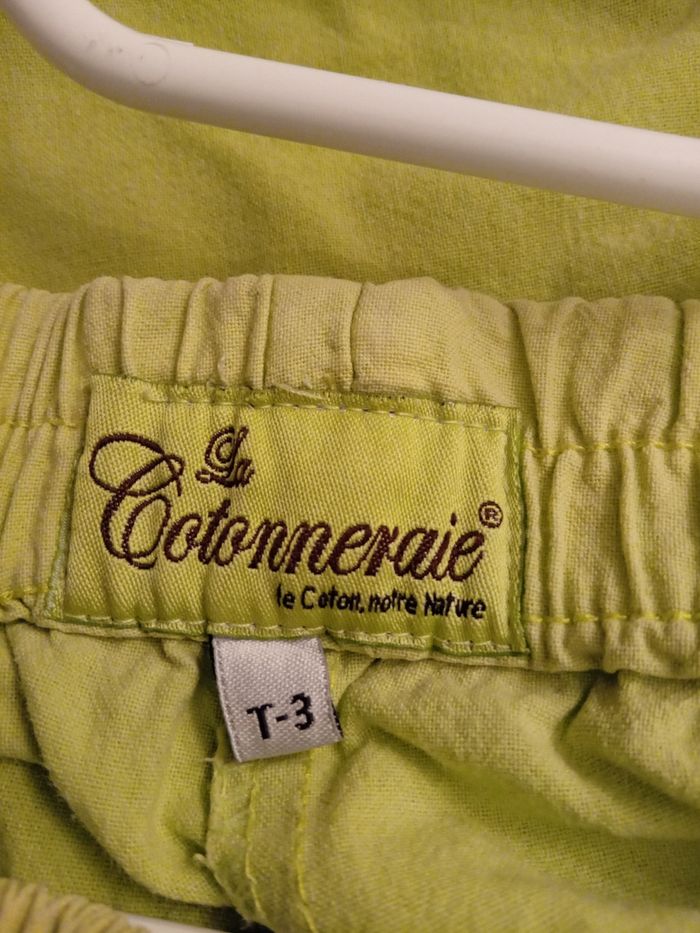 La
Cotonneraie®
le Coton, notre Nature
T-3